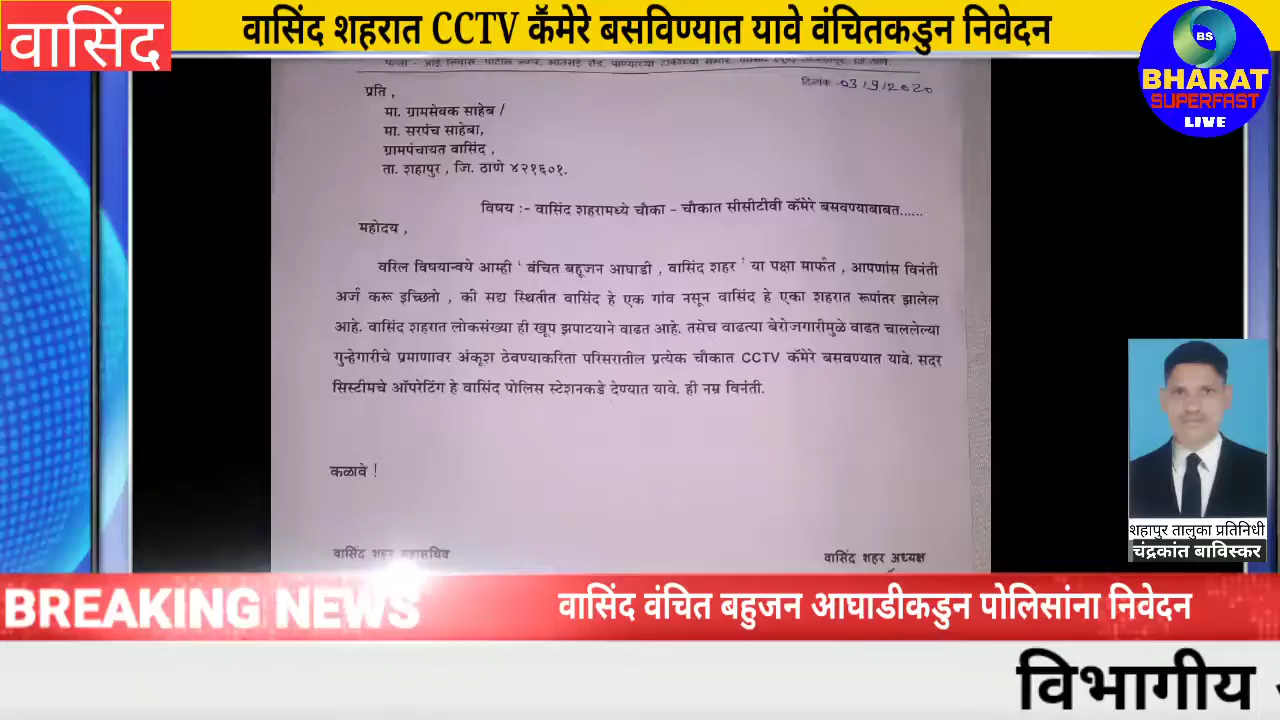 वासिंद
वासिंद शहरात CCTV कॅमेरे बसविण्यात यावे वंचितकडुन निवेदन
BS
BHARAT
SUPERFAST
LIVE
दिनांक -03/9/2020
प्रति ,
मा. ग्रामसेवक साहेब /
मा. सरपंच साहेबा,
ग्रामपंचायत वासिंद ,
ता. शहापुर , जि. ठाणे ४२१६०१.
विषय :- वासिंद शहरामध्ये चौका – चौकात सीसीटीवी कॅमेरे बसवण्याबाबत......
महोदय ,
वरिल विषयान्वये आम्ही ' वंचित बहूजन आघाडी , वासिंद शहर ' या पक्षा मार्फत , आपणांस विनंती
अर्ज करू इच्छितो , की सद्य स्थितीत वासिंद हे एक गांव नसून वासिंद हे एका शहरात रूपांतर झालेल
आहे. वासिंद शहरात लोकसंख्या ही खूप झपाटयाने वाढत आहे. तसेच वाढत्या बेरोजगारीमुळे वाढत चाललेल्या
गुन्हेगारीचे प्रमाणावर अंकूश ठेवण्याकरिता परिसरातील प्रत्येक चौकात CCTV कॅमेरे बसवण्यात यावे. सदर
सिस्टीमचे ऑपरेटिंग हे वासिंद पोलिस स्टेशनकडे देण्यात यावे. ही नम्र विनंती.
कळावे !
वासिंद शहर महासचिव
वासिंद शहर अध्यक्ष
शहापुर तालुका प्रतिनिधी
चंद्रकांत बाविस्कर
BREAKING NEWS
वासिंद वंचित बहुजन आघाडीकडुन पोलिसांना निवेदन
विभागीय